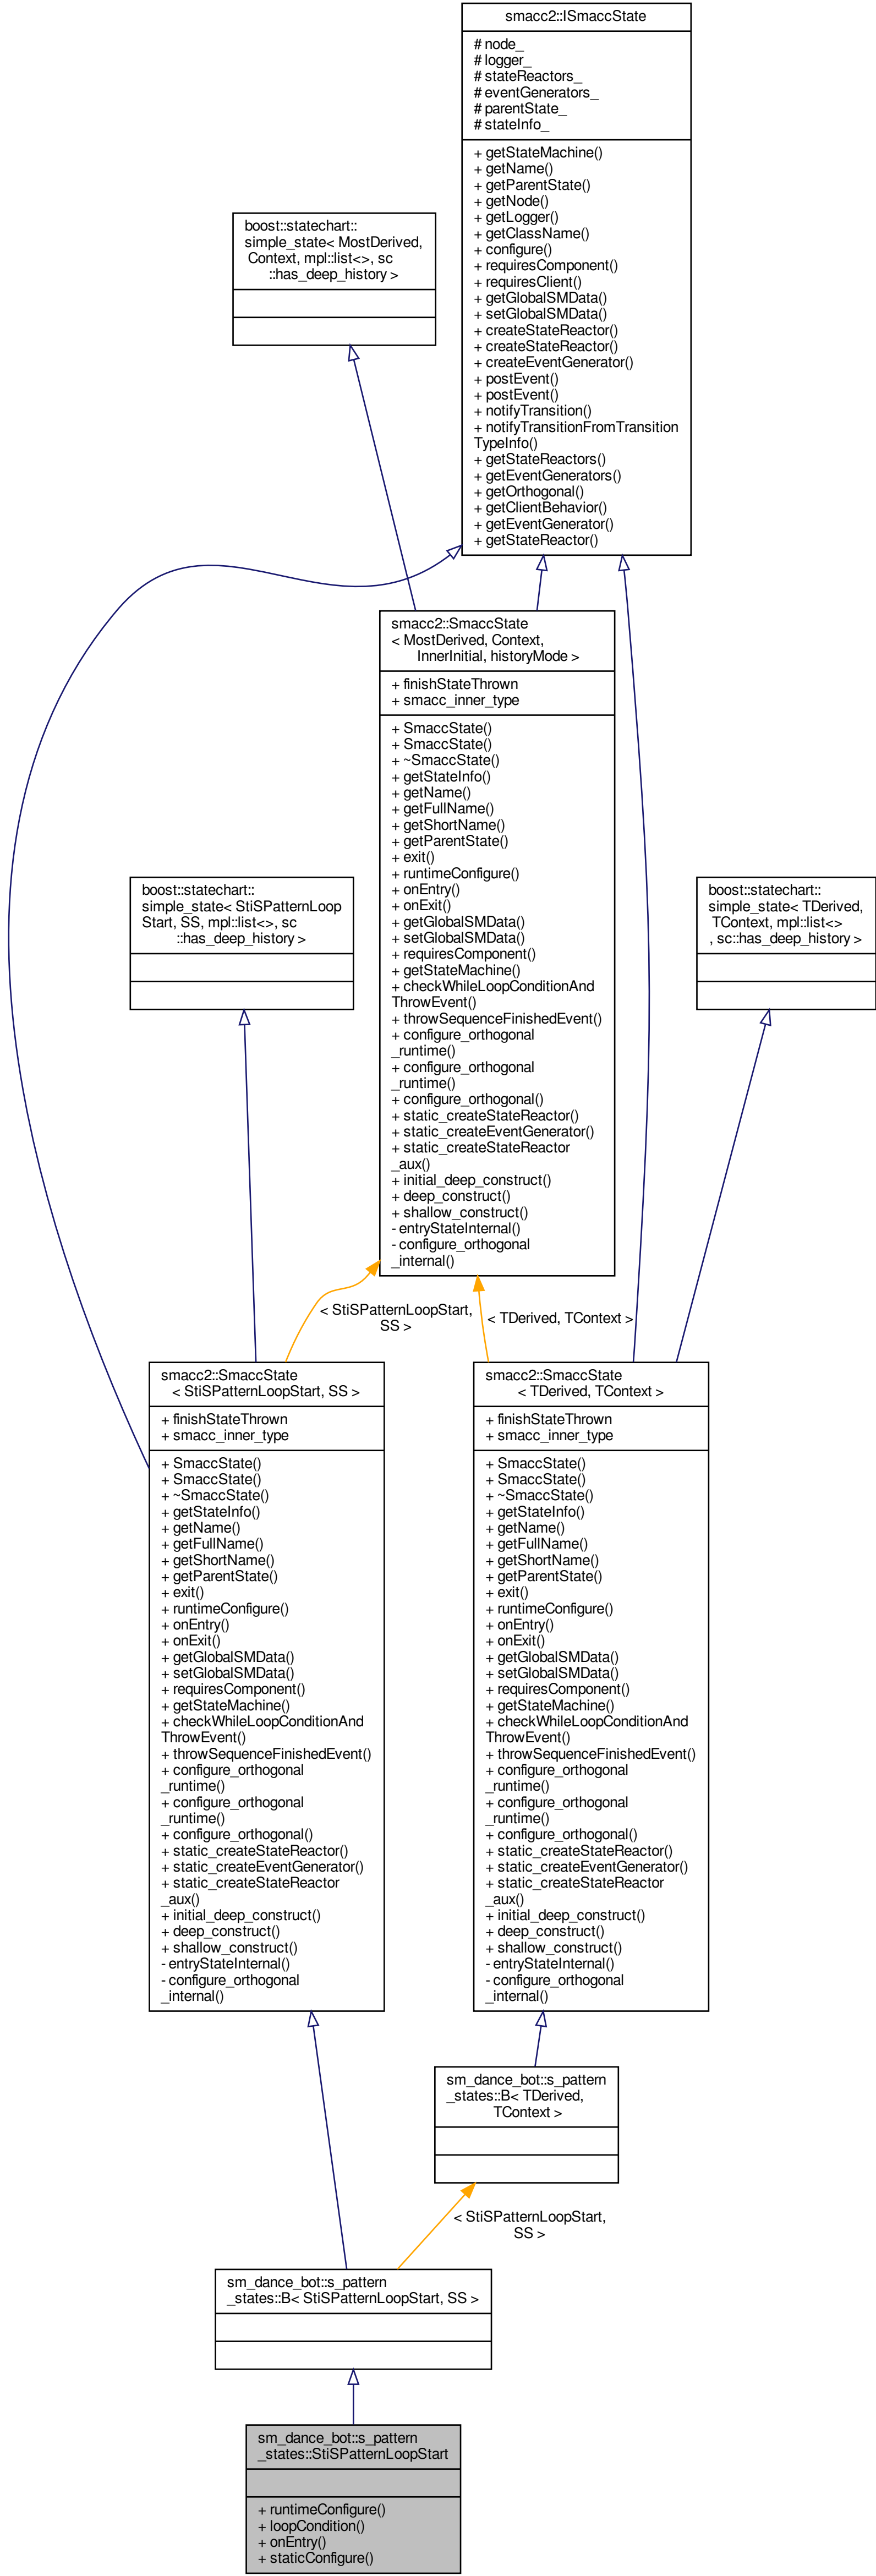 smacc2::ISmaccState
# node_
# logger_
# stateReactors_
# eventGenerators_
# parentState_
# stateInfo_
+ getStateMachine()
+ getName()
+ getParentState()
+ getNode()
+ getLogger()
+ getClassName()
+ configure()
+ requiresComponent()
+ requiresClient()
+ getGlobalSMData()
+ setGlobalSMData()
+ createStateReactor()
+ createStateReactor()
+ createEventGenerator()
+ postEvent()
+ postEvent()
+ notifyTransition()
+ notifyTransitionFromTransition
TypeInfo()
+ getStateReactors()
+ getEventGenerators()
+ getOrthogonal()
+ getClientBehavior()
+ getEventGenerator()
+ getStateReactor()
boost::statechart::
simple_state< MostDerived,
Context, mpl::list<>, sc
::has_deep_history >
smacc2::SmaccState
< MostDerived, Context,
InnerInitial, historyMode >
+ finishStateThrown
+ smacc_inner_type
+ SmaccState()
+ SmaccState()
+ ~SmaccState()
+ getStateInfo()
+ getName()
+ getFullName()
+ getShortName()
+ getParentState()
+ exit()
+ runtimeConfigure()
+ onEntry()
+ onExit()
+ getGlobalSMData()
+ setGlobalSMData()
+ requiresComponent()
+ getStateMachine()
+ checkWhileLoopConditionAnd
ThrowEvent()
+ throwSequenceFinishedEvent()
+ configure_orthogonal
_runtime()
+ configure_orthogonal
_runtime()
+ configure_orthogonal()
+ static_createStateReactor()
+ static_createEventGenerator()
+ static_createStateReactor
_aux()
+ initial_deep_construct()
+ deep_construct()
+ shallow_construct()
- entryStateInternal()
- configure_orthogonal
_internal()
boost::statechart::
simple_state< StiSPatternLoop
Start, SS, mpl::list<>, sc
::has_deep_history >
boost::statechart::
simple_state< TDerived,
TContext, mpl::list<>
, sc::has_deep_history >
< StiSPatternLoopStart,
SS >
< TDerived, TContext >
smacc2::SmaccState
< StiSPatternLoopStart, SS >
+ finishStateThrown
+ smacc_inner_type
+ SmaccState()
+ SmaccState()
+ ~SmaccState()
+ getStateInfo()
+ getName()
+ getFullName()
+ getShortName()
+ getParentState()
+ exit()
+ runtimeConfigure()
+ onEntry()
+ onExit()
+ getGlobalSMData()
+ setGlobalSMData()
+ requiresComponent()
+ getStateMachine()
+ checkWhileLoopConditionAnd
ThrowEvent()
+ throwSequenceFinishedEvent()
+ configure_orthogonal
_runtime()
+ configure_orthogonal
_runtime()
+ configure_orthogonal()
+ static_createStateReactor()
+ static_createEventGenerator()
+ static_createStateReactor
_aux()
+ initial_deep_construct()
+ deep_construct()
+ shallow_construct()
- entryStateInternal()
- configure_orthogonal
_internal()
smacc2::SmaccState
< TDerived, TContext >
+ finishStateThrown
+ smacc_inner_type
+ SmaccState()
+ SmaccState()
+ ~SmaccState()
+ getStateInfo()
+ getName()
+ getFullName()
+ getShortName()
+ getParentState()
+ exit()
+ runtimeConfigure()
+ onEntry()
+ onExit()
+ getGlobalSMData()
+ setGlobalSMData()
+ requiresComponent()
+ getStateMachine()
+ checkWhileLoopConditionAnd
ThrowEvent()
+ throwSequenceFinishedEvent()
+ configure_orthogonal
_runtime()
+ configure_orthogonal
_runtime()
+ configure_orthogonal()
+ static_createStateReactor()
+ static_createEventGenerator()
+ static_createStateReactor
_aux()
+ initial_deep_construct()
+ deep_construct()
+ shallow_construct()
- entryStateInternal()
- configure_orthogonal
_internal()
sm_dance_bot::s_pattern
_states::B< TDerived,
TContext >
< StiSPatternLoopStart,
SS >
sm_dance_bot::s_pattern
_states::B< StiSPatternLoopStart, SS >
sm_dance_bot::s_pattern
_states::StiSPatternLoopStart
+ runtimeConfigure()
+ loopCondition()
+ onEntry()
+ staticConfigure()